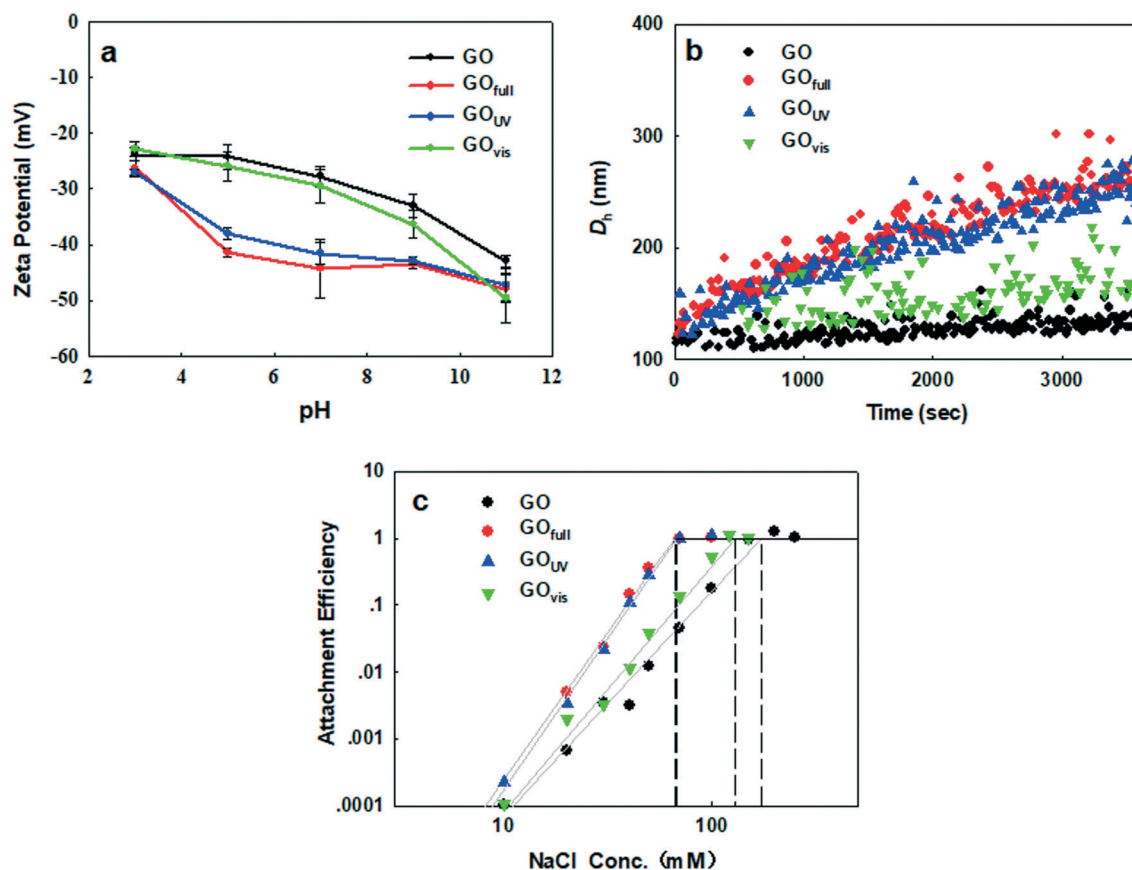 a
GO
GOfull
GOUV
GOvis
0
-10
-20
-30
-40
-50
-60
2
4
6
8
10
12
Zeta Potential (mV)
pH
b
GO
GOfull
GOUV
GOvis
400
300
200
100
0
1000
2000
3000
Dh (nm)
Time (sec)
c
GO
GOfull
GOUV
GOvis
10
1
.1
.01
.001
.0001
10
100
Attachment Efficiency
NaCl Conc. (mM)